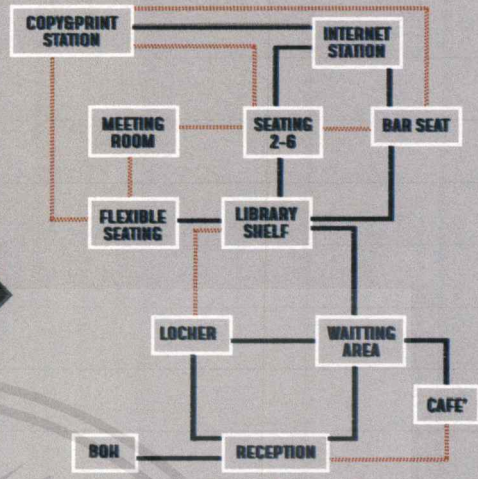 COPY&PRINT
STATION
INTERNET
STATION
MEETING
ROOM
SEATING
2-6
BAR SEAT
FLEXIBLE
SEATING
LIBRARY
SHELF
LOCHER
WAITTING
AREA
CAFE'
BOH
RECEPTION